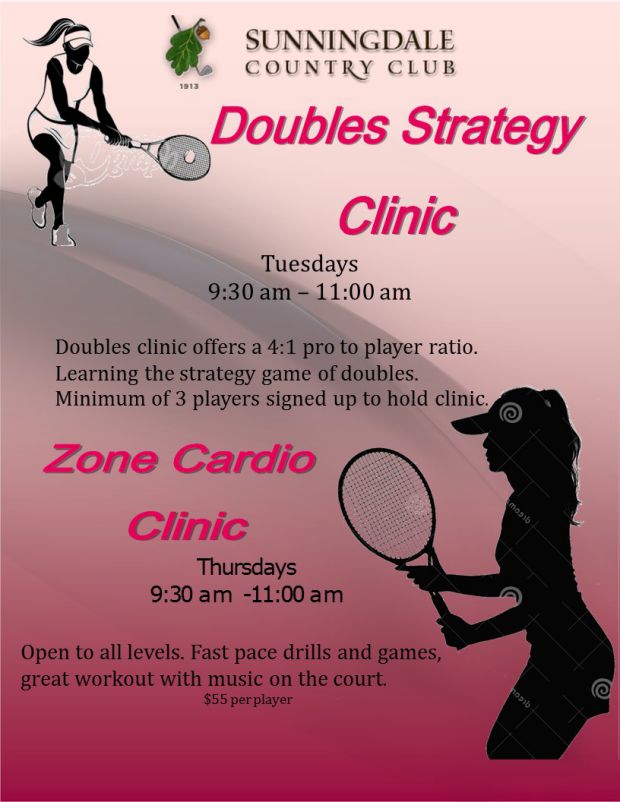 SUNNINGDALE
COUNTRY CLUB
1913
Doubles Strategy
Clinic
Tuesdays
9:30 am – 11:00 am
Doubles clinic offers a 4:1 pro to player ratio.
Learning the strategy game of doubles.
Minimum of 3 players signed up to hold clinic.
Zone Cardio
Clinic
Thursdays
9:30 am -11:00 am
Open to all levels. Fast pace drills and games,
great workout with music on the court.
$55 per player